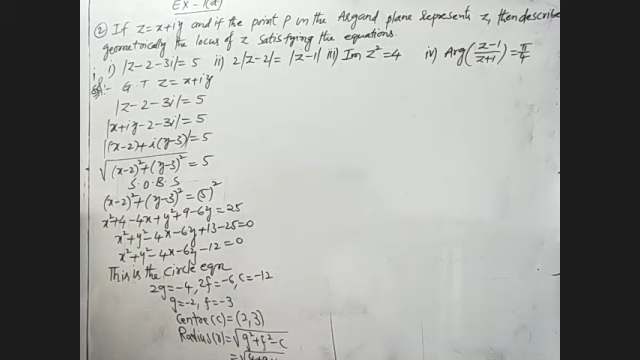 EX-1(a)
② If z=x+iy and if the point P in the Argand plane represents z, then describe
geometrically the locus of z satisfying the equations.
i) |z-2-3i|=5 ii) 2|z-2|=|z-1| iii) Im z²=4 iv) Arg(z-1/z+1)=π/4
i Sol:- G.T z=x+iy
|z-2-3i|=5
|x+iy-2-3i|=5
|(x-2)+i(y-3)|=5
√(x-2)²+(y-3)²=5
S.O.B.S
(x-2)²+(y-3)²=(5)²
x²+4-4x+y²+9-6y=25
x²+y²-4x-6y+13-25=0
x²+y²-4x-6y-12=0
This is the circle eqn
2g=-4, 2f=-6, c=-12
g=-2, f=-3
Centre(c)=(2,3)
Radius(r)=√g²+f²-c